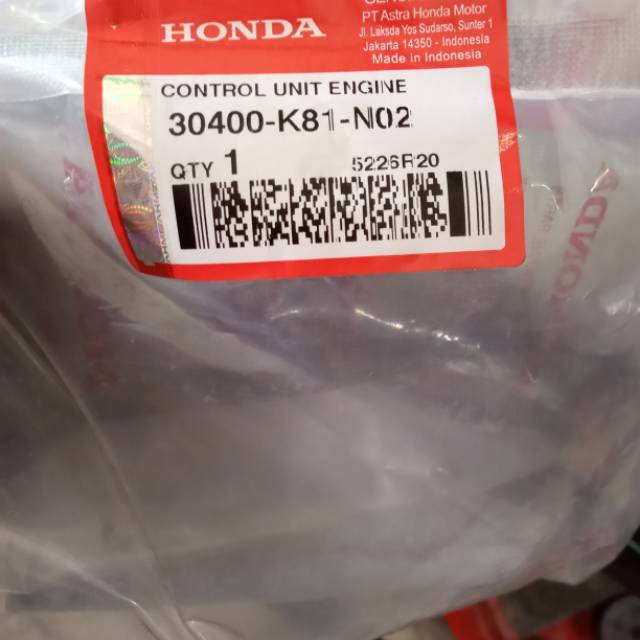 HONDA
PT Astra Honda Motor
Jl. Laksda Yos Sudarso, Sunter 1
Jakarta 14350 - Indonesia
Made in Indonesia
CONTROL UNIT ENGINE
30400-K81-N02
QTY 1 5226R20
HONDA